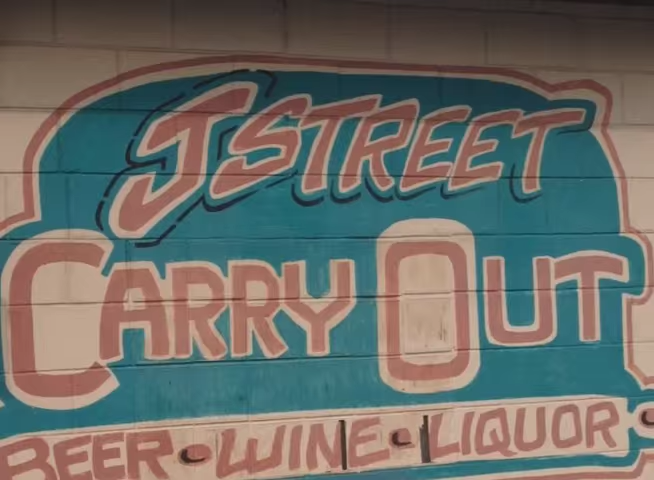 J STREET
CARRY OUT
BEER • WINE • LIQUOR •